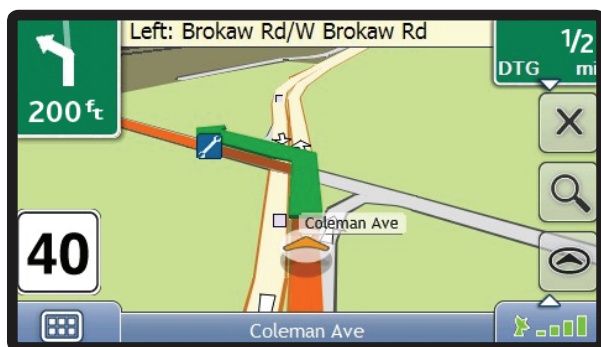 Left: Brokaw Rd/W Brokaw Rd
200 ft
1/2
DTG mi
Coleman Ave
40
Coleman Ave